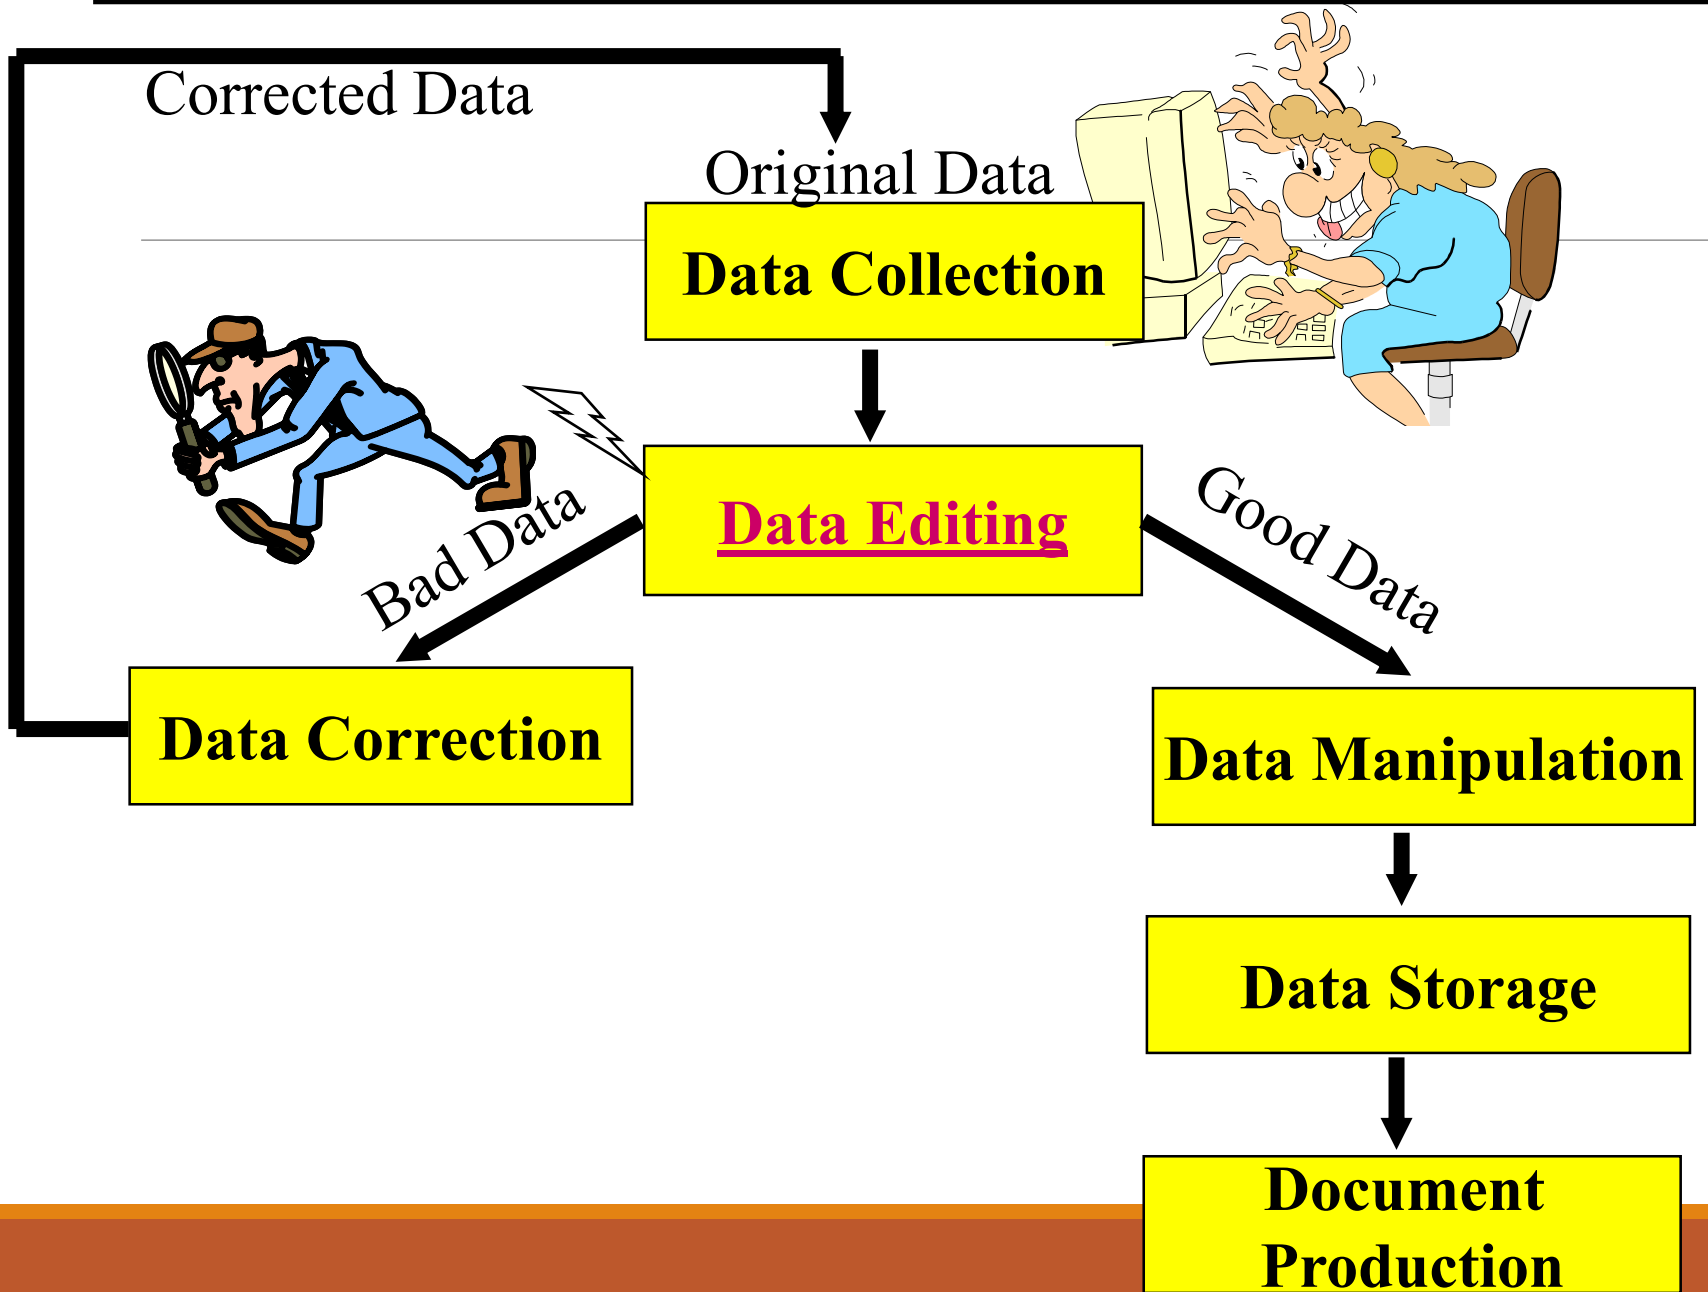 Corrected Data
Original Data
Data Collection
Data Editing
Bad Data
Good Data
Data Correction
Data Manipulation
Data Storage
Document
Production